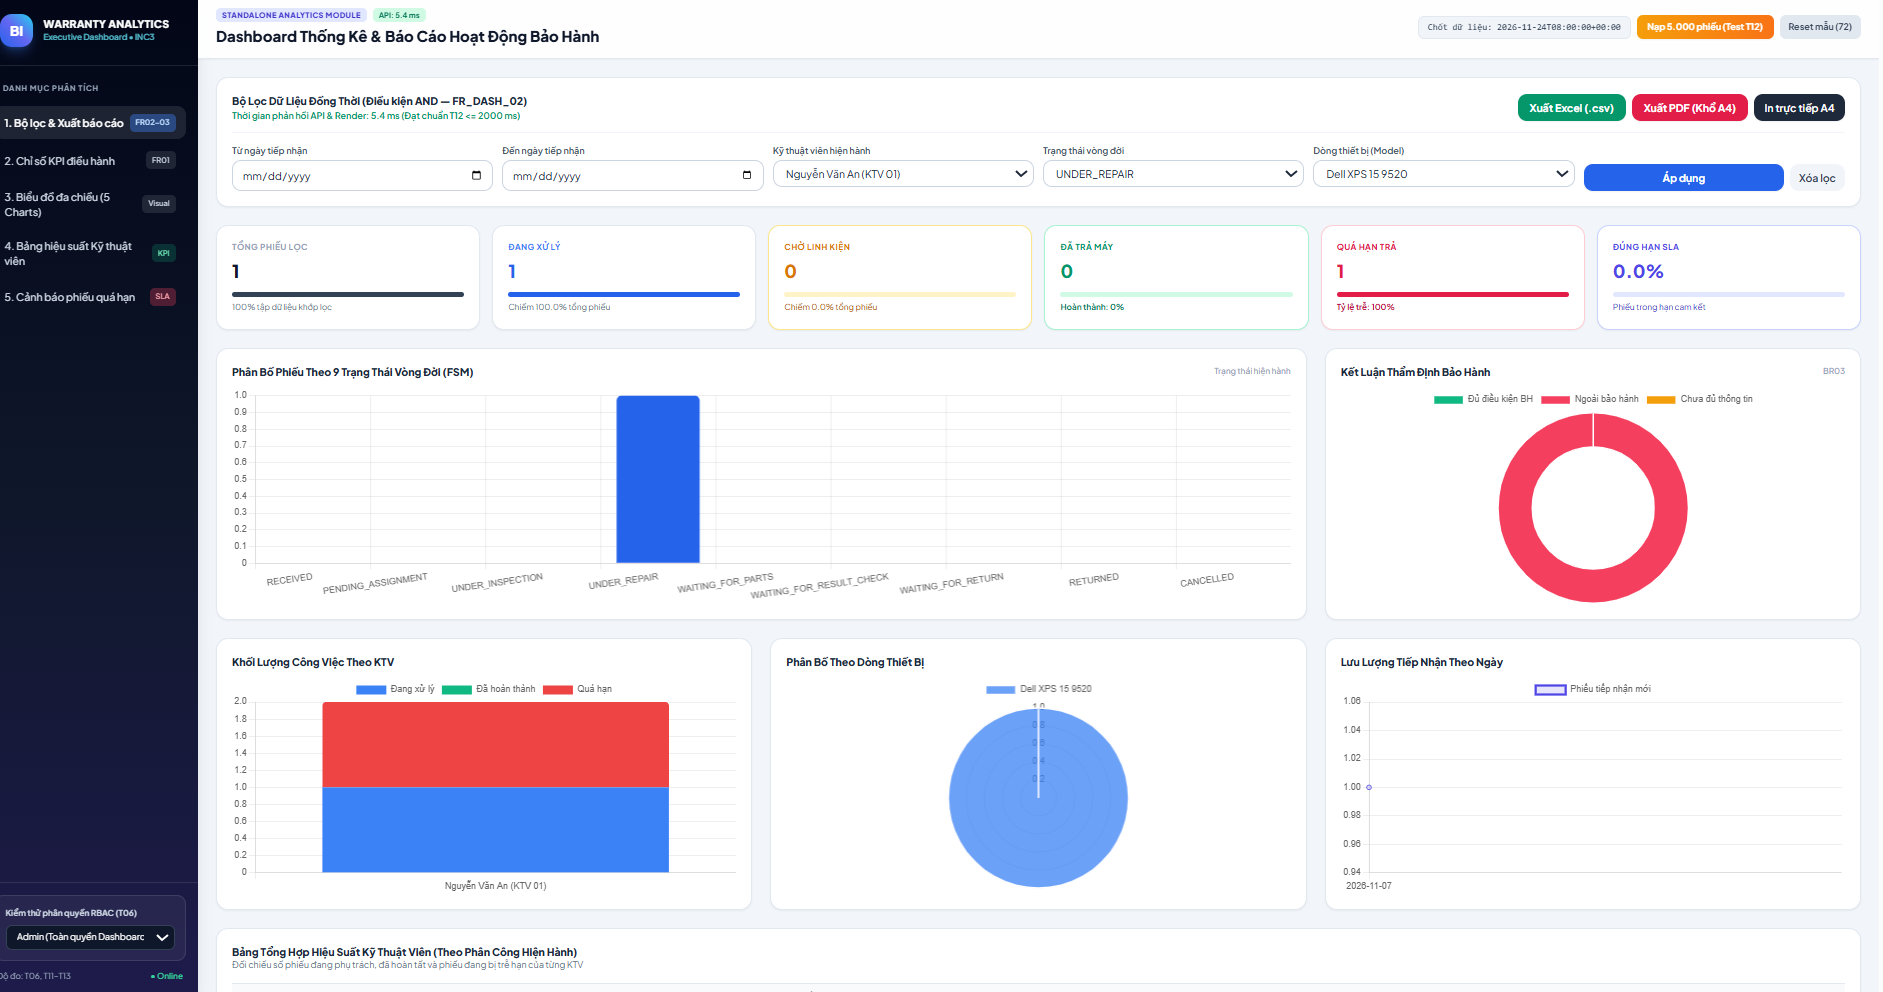 BI
WARRANTY ANALYTICS
Executive Dashboard • INC3
DANH MỤC PHÂN TÍCH
1. Bộ lọc & Xuất báo cáo FR02-03
2. Chỉ số KPI điều hành FR01
3. Biểu đồ đa chiều (5 Visual
Charts)
4. Bảng hiệu suất Kỹ thuật KPI
viên
5. Cảnh báo phiếu quá hạn SLA
Kiểm thử phân quyền RBAC (T06)
Admin (Toàn quyền Dashboarc
Độ đo: T06, T11-T13 • Online
STANDALONE ANALYTICS MODULE API: 5.4 ms
Dashboard Thống Kê & Báo Cáo Hoạt Động Bảo Hành
Chốt dữ liệu: 2026-11-24T08:00:00+00:00 Nạp 5.000 phiếu (Test T12) Reset mẫu (72)
Bộ Lọc Dữ Liệu Đồng Thời (Điều kiện AND — FR_DASH_02)
Thời gian phản hồi API & Render: 5.4 ms (Đạt chuẩn T12 <= 2000 ms)
Xuất Excel (.csv) Xuất PDF (Khổ A4) In trực tiếp A4
Từ ngày tiếp nhận Đến ngày tiếp nhận Kỹ thuật viên hiện hành Trạng thái vòng đời Dòng thiết bị (Model)
mm/dd/yyyy mm/dd/yyyy Nguyễn Văn An (KTV 01) UNDER_REPAIR Dell XPS 15 9520 Áp dụng Xóa lọc
TỔNG PHIẾU LỌC
1
100% tập dữ liệu khớp lọc
ĐANG XỬ LÝ
1
Chiếm 100.0% tổng phiếu
CHỜ LINH KIỆN
0
Chiếm 0.0% tổng phiếu
ĐÃ TRẢ MÁY
0
Hoàn thành: 0%
QUÁ HẠN TRẢ
1
Tỷ lệ trễ: 100%
ĐÚNG HẠN SLA
0.0%
Phiếu trong hạn cam kết
Phân Bố Phiếu Theo 9 Trạng Thái Vòng Đời (FSM) Trạng thái hiện hành
1.0
0.9
0.8
0.7
0.6
0.5
0.4
0.3
0.2
0.1
0
RECEIVED PENDING_ASSIGNMENT UNDER_INSPECTION UNDER_REPAIR WAITING_FOR_PARTS WAITING_FOR_RESULT_CHECK WAITING_FOR_RETURN RETURNED CANCELLED
Kết Luận Thẩm Định Bảo Hành BR03
Đủ điều kiện BH Ngoài bảo hành Chưa đủ thông tin
Khối Lượng Công Việc Theo KTV
Đang xử lý Đã hoàn thành Quá hạn
2.0
1.8
1.6
1.4
1.2
1.0
0.8
0.6
0.4
0.2
0
Nguyễn Văn An (KTV 01)
Phân Bố Theo Dòng Thiết Bị
Dell XPS 15 9520
1.0
0.8
0.6
0.4
0.2
Lưu Lượng Tiếp Nhận Theo Ngày
Phiếu tiếp nhận mới
1.06
1.04
1.02
1.00
0.98
0.96
0.94
2026-11-07
Bảng Tổng Hợp Hiệu Suất Kỹ Thuật Viên (Theo Phân Công Hiện Hành)
Đối chiếu số phiếu đang phụ trách, đã hoàn tất và phiếu đang bị trễ hạn của từng KTV